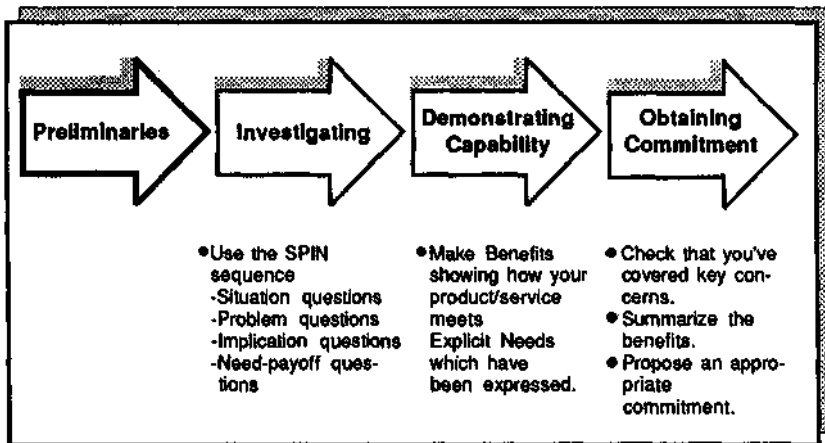 Preliminaries
Investigating
Demonstrating
Capability
Obtaining
Commitment
•Use the SPIN
sequence
-Situation questions
-Problem questions
-Implication questions
-Need-payoff ques-
tions
•Make Benefits
showing how your
product/service
meets
Explicit Needs
which have
been expressed.
•Check that you've
covered key con-
cerns.
•Summarize the
benefits.
•Propose an appro-
priate
commitment.